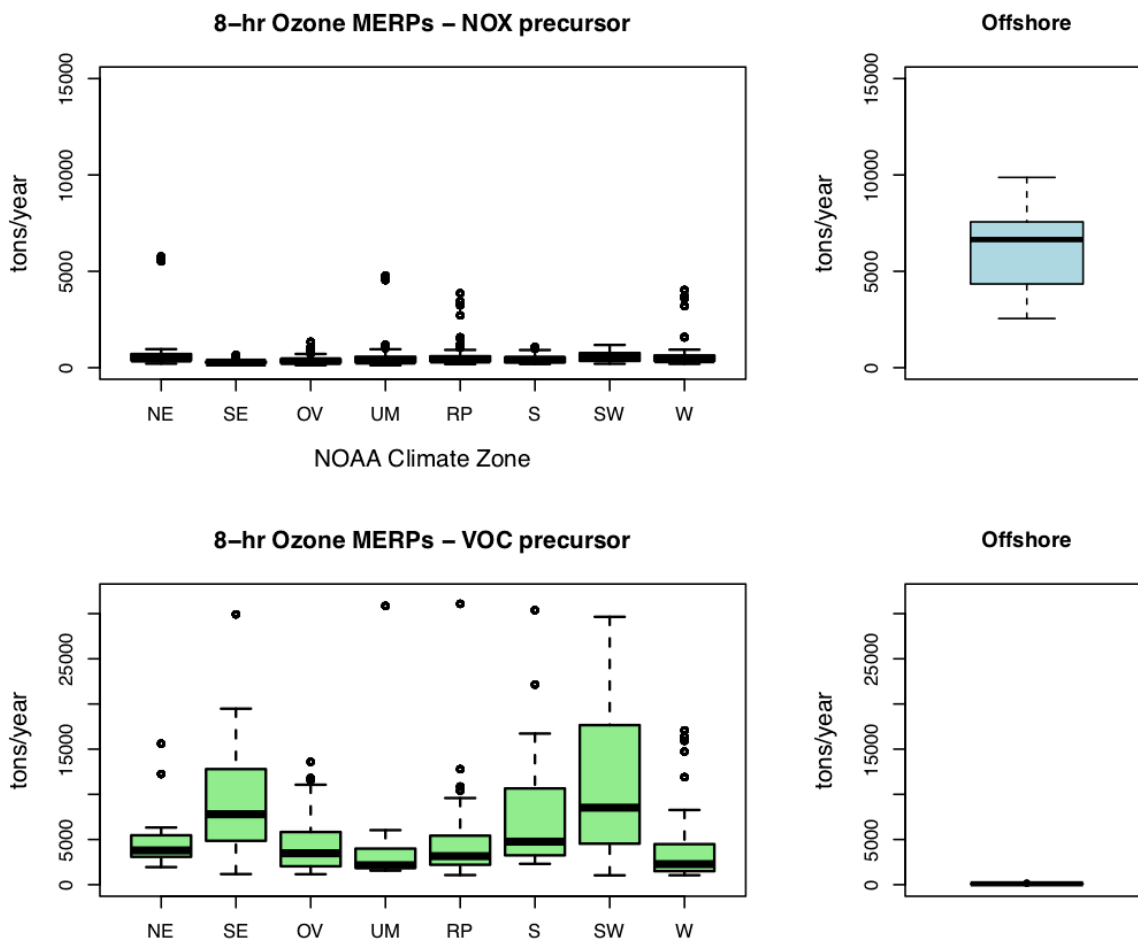 8-hr Ozone MERPs - NOX precursor
tons/year
15000
10000
5000
0
NE SE OV UM RP S SW W
NOAA Climate Zone
Offshore
tons/year
15000
10000
5000
0
8-hr Ozone MERPs - VOC precursor
tons/year
25000
15000
5000
0
NE SE OV UM RP S SW W
Offshore
tons/year
25000
15000
5000
0